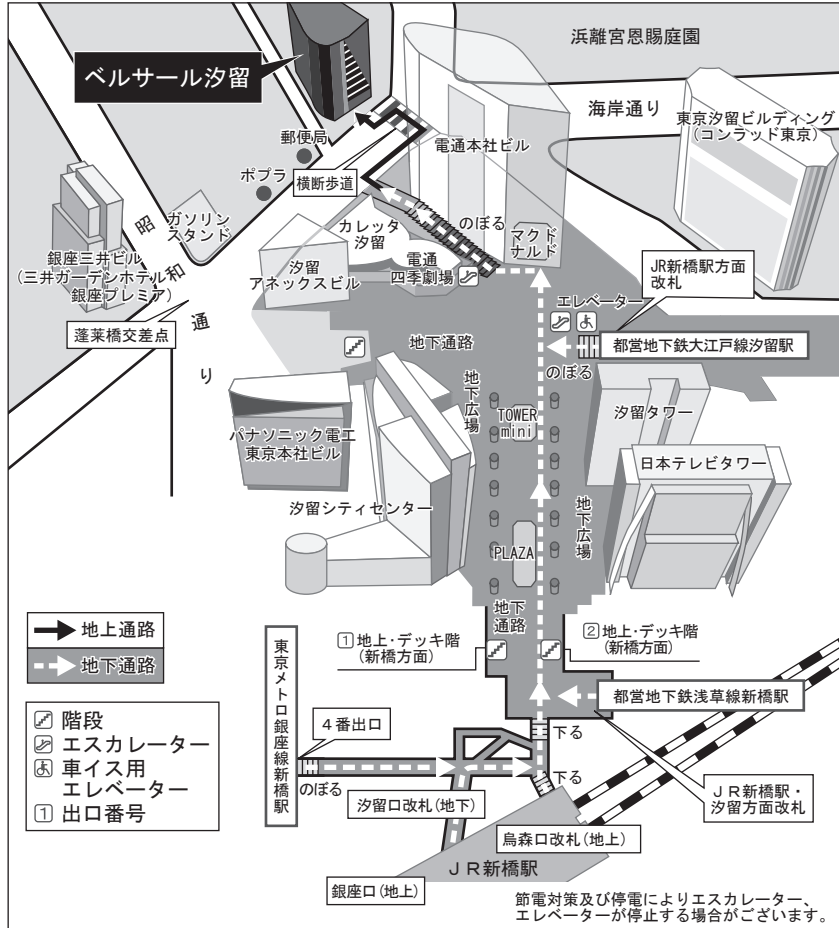 浜離宮恩賜庭園
ベルサール汐留
海岸通り
東京汐留ビルディング
(コンラッド東京)
郵便局
電通本社ビル
ポプラ
横断歩道
のぼる
マクド
ナルド
ガソリン
スタンド
カレッタ
汐留
昭和通り
銀座三井ビル
(三井ガーデンホテル
銀座プレミア)
汐留
アネックスビル
電通
四季劇場
JR新橋駅方面
改札
エレベーター
蓬莱橋交差点
地下通路
都営地下鉄大江戸線汐留駅
のぼる
地下広場
TOWER
mini
汐留タワー
パナソニック電工
東京本社ビル
日本テレビタワー
汐留シティセンター
地下広場
PLAZA
地下
通路
地上通路
地下通路
1 地上・デッキ階
(新橋方面)
2 地上・デッキ階
(新橋方面)
東京メトロ銀座線新橋駅
都営地下鉄浅草線新橋駅
階段
エスカレーター
車イス用
エレベーター
1 出口番号
4番出口
下る
のぼる
下る
汐留口改札(地下)
JR新橋駅・
汐留方面改札
烏森口改札(地上)
JR新橋駅
銀座口(地上)
節電対策及び停電によりエスカレーター、
エレベーターが停止する場合がございます。